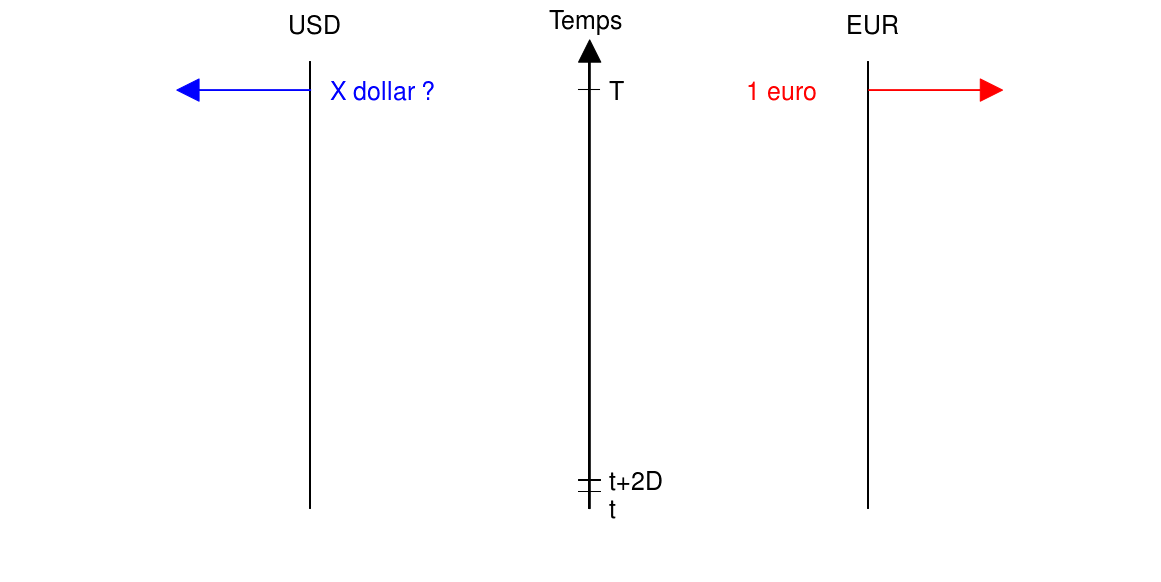 USD
Temps
EUR
X dollar ?
T
1 euro
t+2D
t